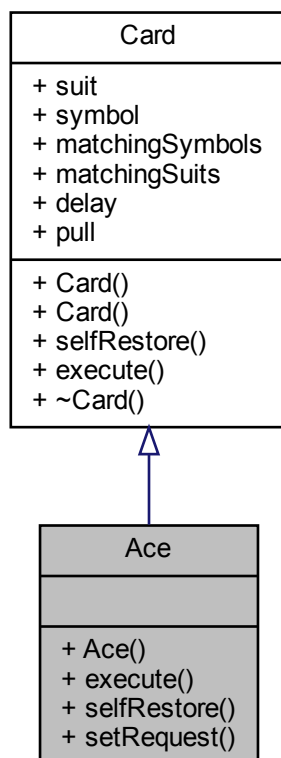 Card
+ suit
+ symbol
+ matchingSymbols
+ matchingSuits
+ delay
+ pull
+ Card()
+ Card()
+ selfRestore()
+ execute()
+ ~Card()
Ace
+ Ace()
+ execute()
+ selfRestore()
+ setRequest()